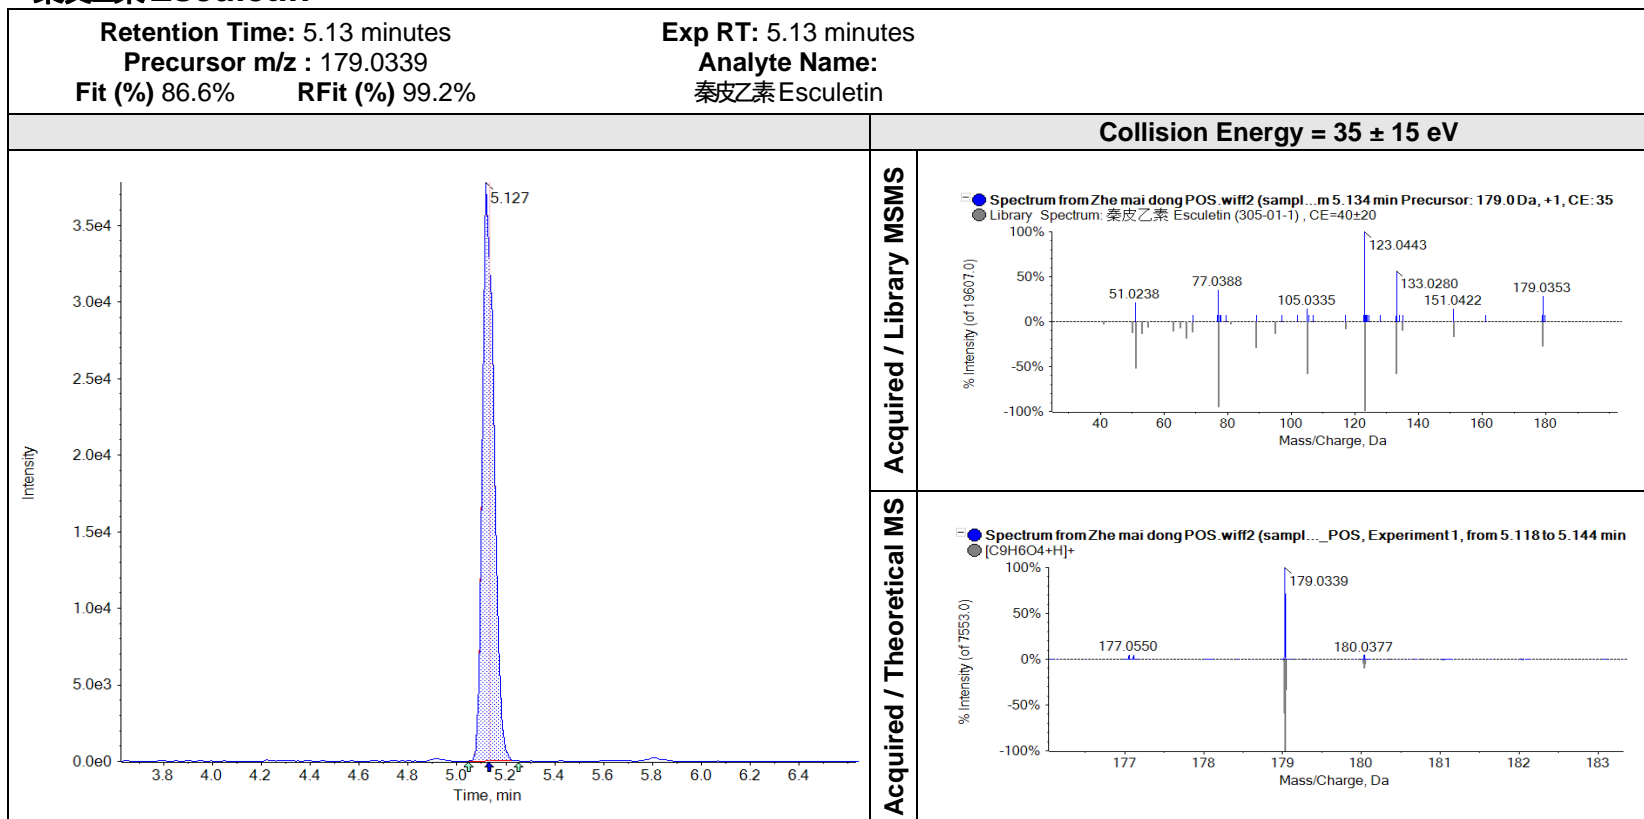 Retention Time: 5.13 minutes
Exp RT: 5.13 minutes
Precursor m/z : 179.0339
Analyte Name:
Fit (%) 86.6% RFit (%) 99.2%
秦皮乙素 Esculetin
Collision Energy = 35 ± 15 eV
5.127
3.5e4
3.0e4
2.5e4
2.0e4
1.5e4
1.0e4
5.0e3
0.0e0
Intensity
3.8 4.0 4.2 4.4 4.6 4.8 5.0 5.2 5.4 5.6 5.8 6.0 6.2 6.4
Time, min
Acquired / Library MSMS
Spectrum from Zhe mai dong POS.wiff2 (sampl...m 5.134 min Precursor: 179.0 Da, +1, CE: 35
Library Spectrum: 秦皮乙素 Esculetin (305-01-1) , CE=40±20
100%
50%
0%
-50%
-100%
% Intensity (of 196017.0)
123.0443
133.0280
77.0388
179.0353
51.0238
105.0335
151.0422
40 60 80 100 120 140 160 180
Mass/Charge, Da
Acquired / Theoretical MS
Spectrum from Zhe mai dong POS.wiff2 (sampl..._POS, Experiment 1, from 5.118 to 5.144 min
[C9H6O4+H]+
100%
50%
0%
-50%
-100%
% Intensity (of 7553.0)
179.0339
177.0550
180.0377
177 178 179 180 181 182 183
Mass/Charge, Da